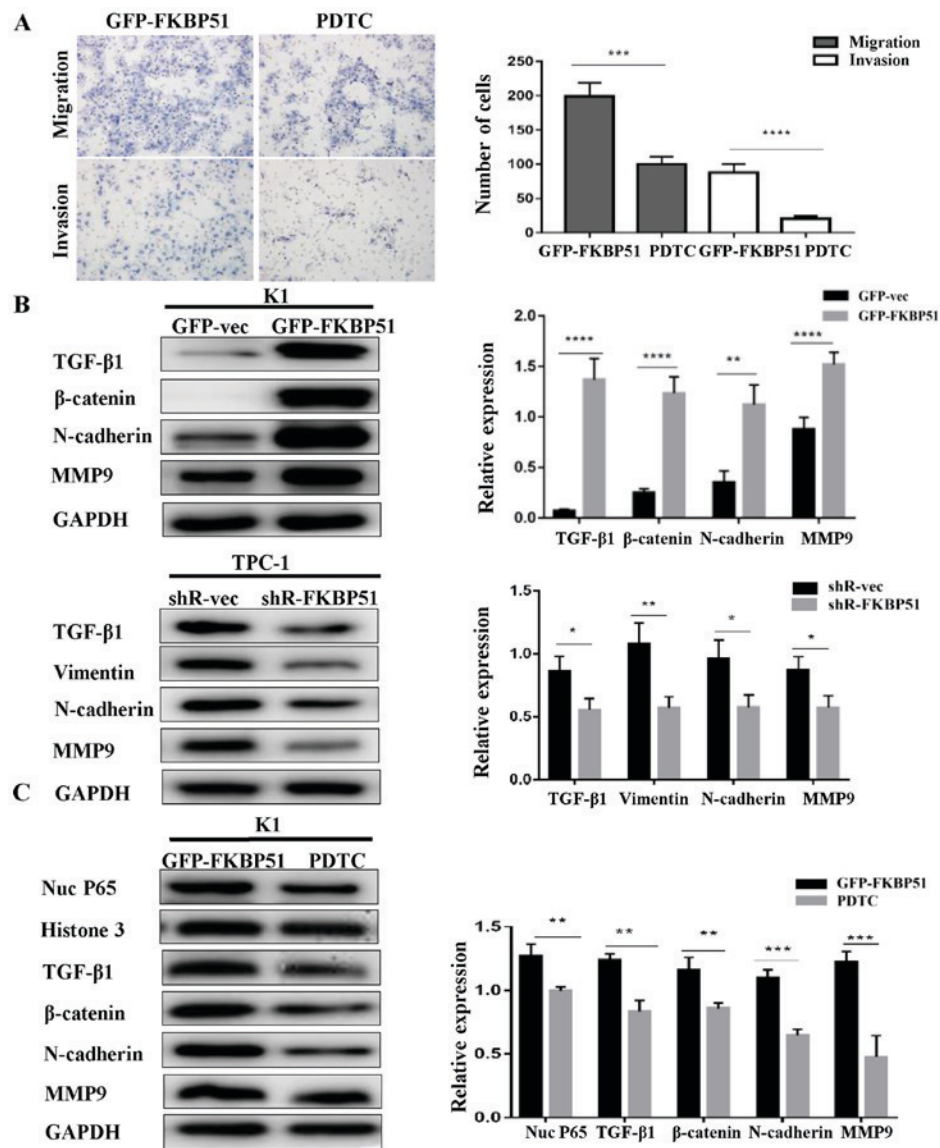 A
GFP-FKBP51 PDTC
Migration
Invasion
Migration
Invasion
Number of cells
250
200
150
100
50
0
***
****
GFP-FKBP51 PDTC GFP-FKBP51 PDTC
B
K1
GFP-vec GFP-FKBP51
TGF-β1
β-catenin
N-cadherin
MMP9
GAPDH
GFP-vec
GFP-FKBP51
Relative expression
2.0
1.5
1.0
0.5
0.0
**** **** ** ****
TGF-β1 β-catenin N-cadherin MMP9
TPC-1
shR-vec shR-FKBP51
TGF-β1
Vimentin
N-cadherin
MMP9
GAPDH
shR-vec
shR-FKBP51
Relative expression
1.5
1.0
0.5
0.0
* ** * *
TGF-β1 Vimentin N-cadherin MMP9
C
K1
GFP-FKBP51 PDTC
Nuc P65
Histone 3
TGF-β1
β-catenin
N-cadherin
MMP9
GAPDH
GFP-FKBP51
PDTC
Relative expression
1.5
1.0
0.5
0.0
** ** ** *** ***
Nuc P65 TGF-β1 β-catenin N-cadherin MMP9